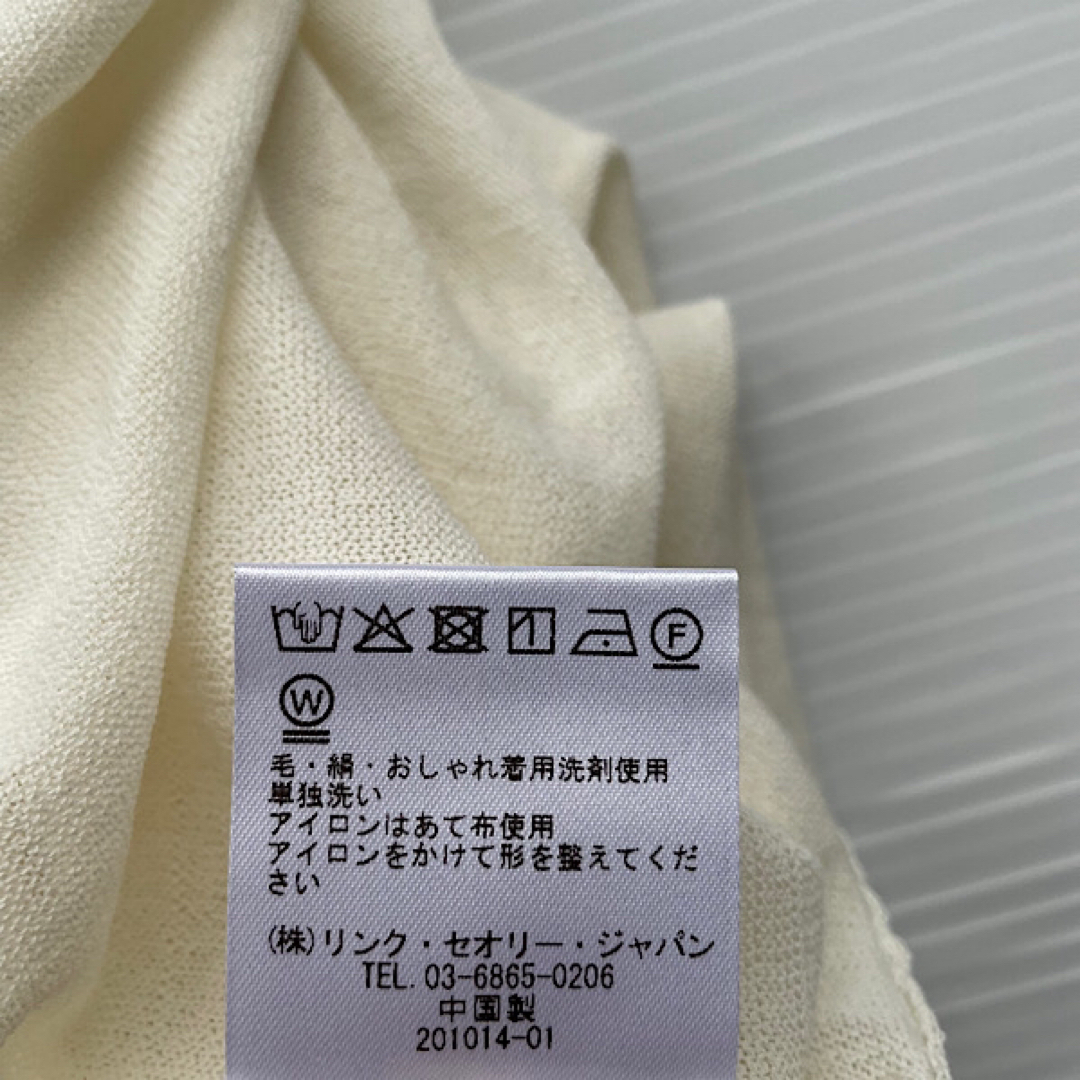 F
W
毛・絹・おしゃれ着用洗剤使用
単独洗い
アイロンはあて布使用
アイロンをかけて形を整えてくだ
さい
(株)リンク・セオリー・ジャパン
TEL. 03-6865-0206
中国製
201014-01